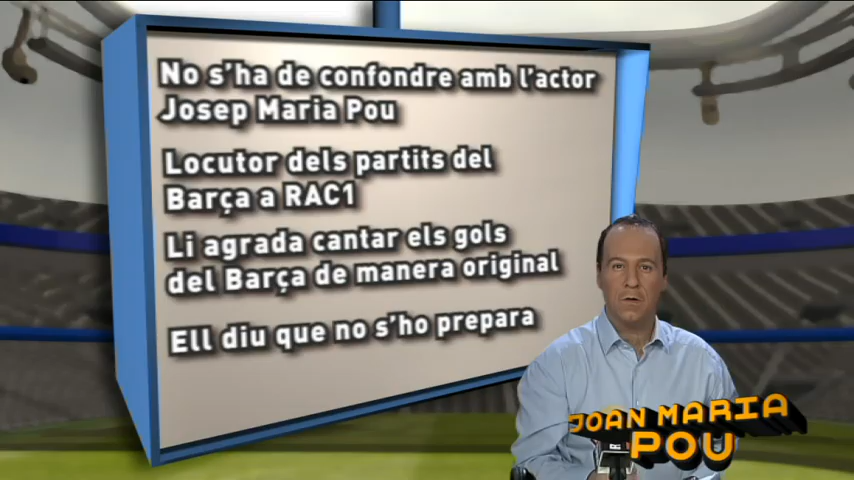 No s'ha de confondre amb l'actor
Josep Maria Pou
Locutor dels partits del
Barça a RAC1
Li agrada cantar els gols
del Barça de manera original
Ell diu que no s'ho prepara
JOAN MARIA
POU